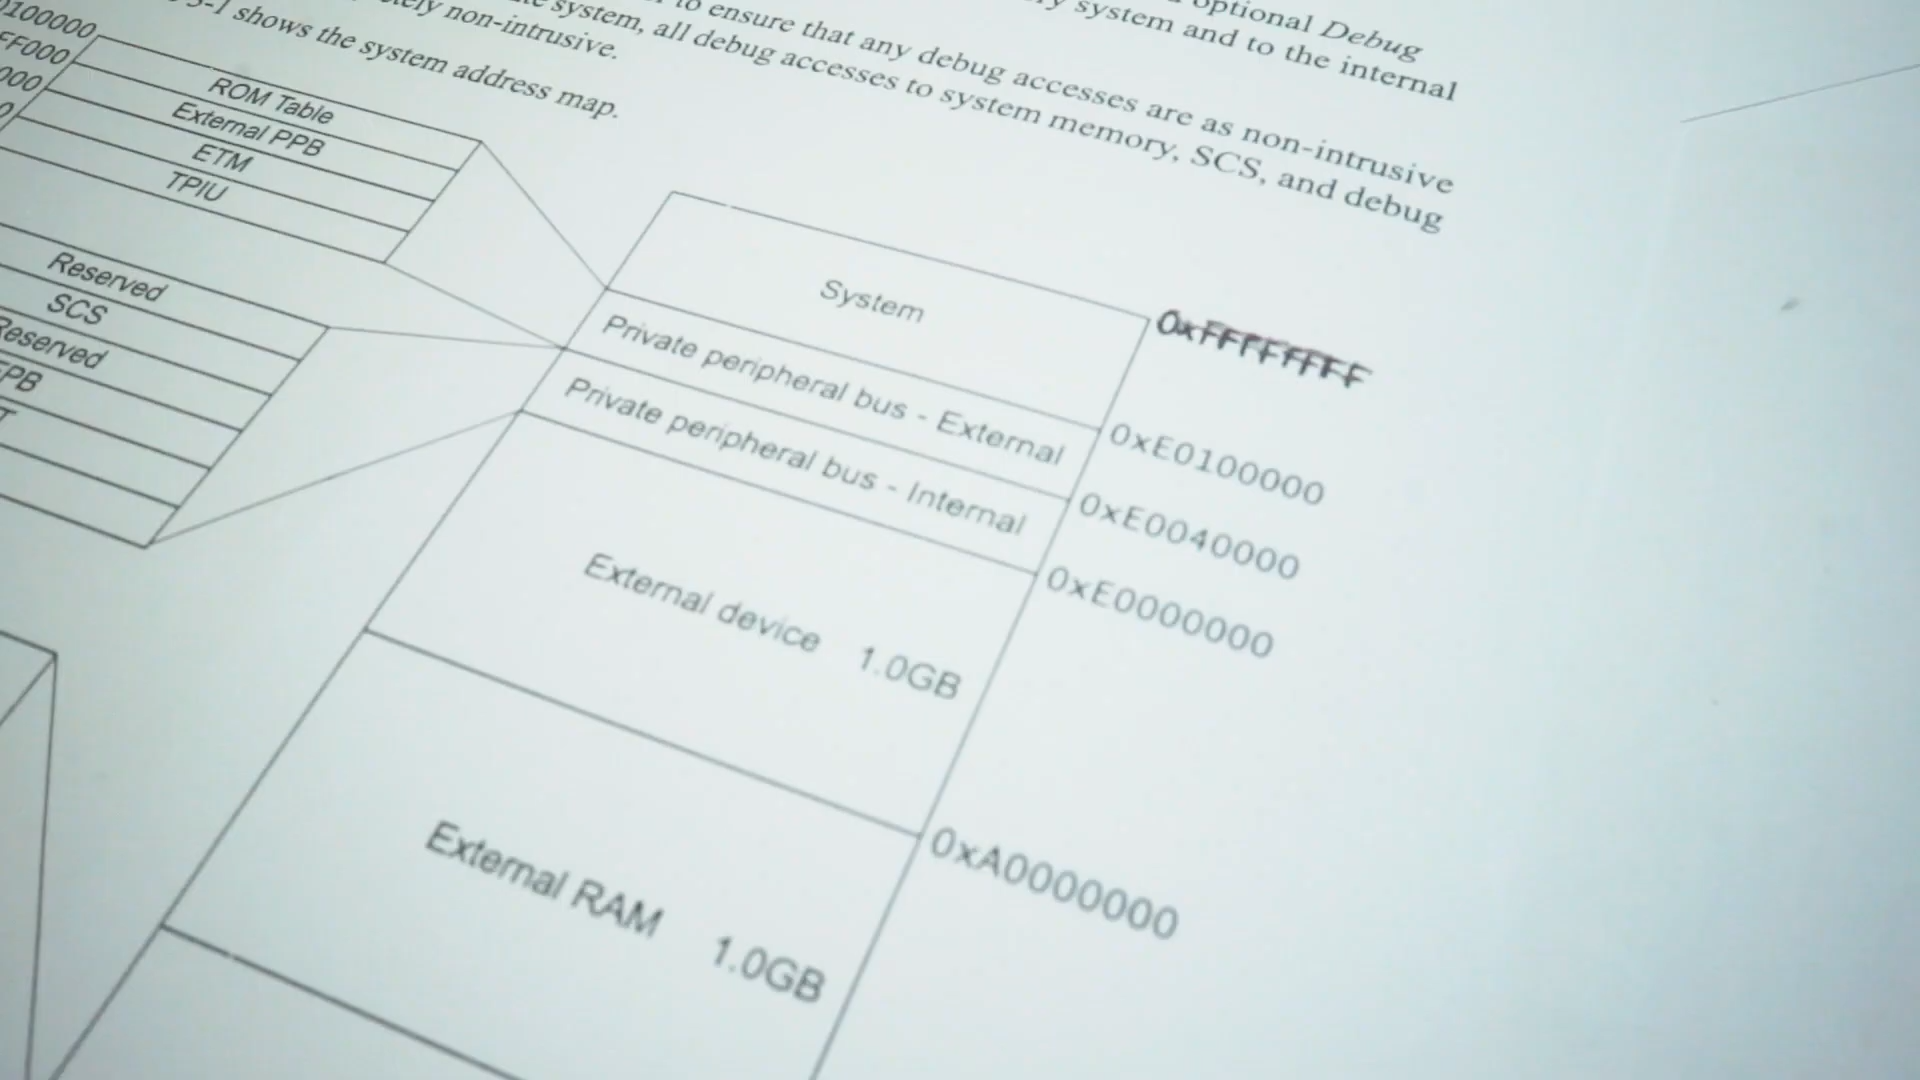 optional Debug
system and to the internal
to ensure that any debug accesses are as non-intrusive
system, all debug accesses to system memory, SCS, and debug
non-intrusive.
3-1 shows the system address map.
ROM Table
External PPB
ETM
TPIU
Reserved
SCS
Reserved
System
0xFFFFFFFF
Private peripheral bus - External
0xE0100000
Private peripheral bus - Internal
0xE0040000
0xE0000000
External device 1.0GB
0xA0000000
External RAM 1.0GB